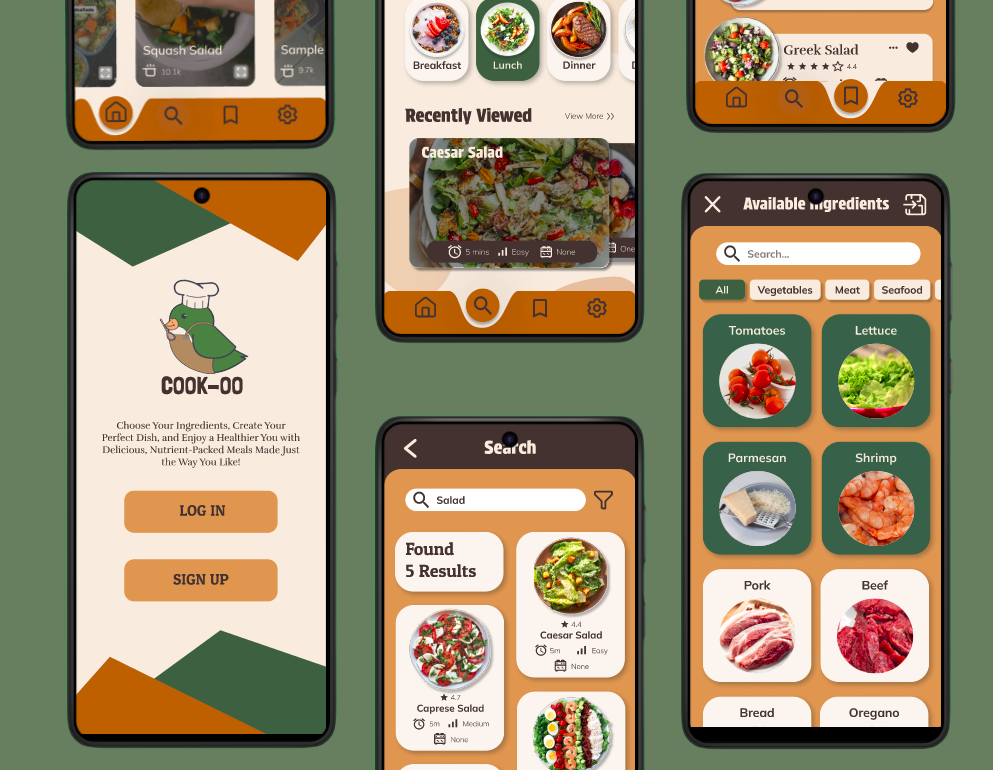 Squash Salad
10.1k
Sample
9.7k
COOK-OO
Choose Your Ingredients, Create Your
Perfect Dish, and Enjoy a Healthier You with
Delicious, Nutrient-Packed Meals Made Just
the Way You Like!
LOG IN
SIGN UP
Breakfast
Lunch
Dinner
Recently Viewed
View More
Caesar Salad
5 mins
Easy
None
One
Search
Salad
Found
5 Results
4.7
Caprese Salad
5m
Medium
None
4.4
Caesar Salad
5m
Easy
None
Greek Salad
4.4
Available Ingredients
Search...
All
Vegetables
Meat
Seafood
Tomatoes
Lettuce
Parmesan
Shrimp
Pork
Beef
Bread
Oregano